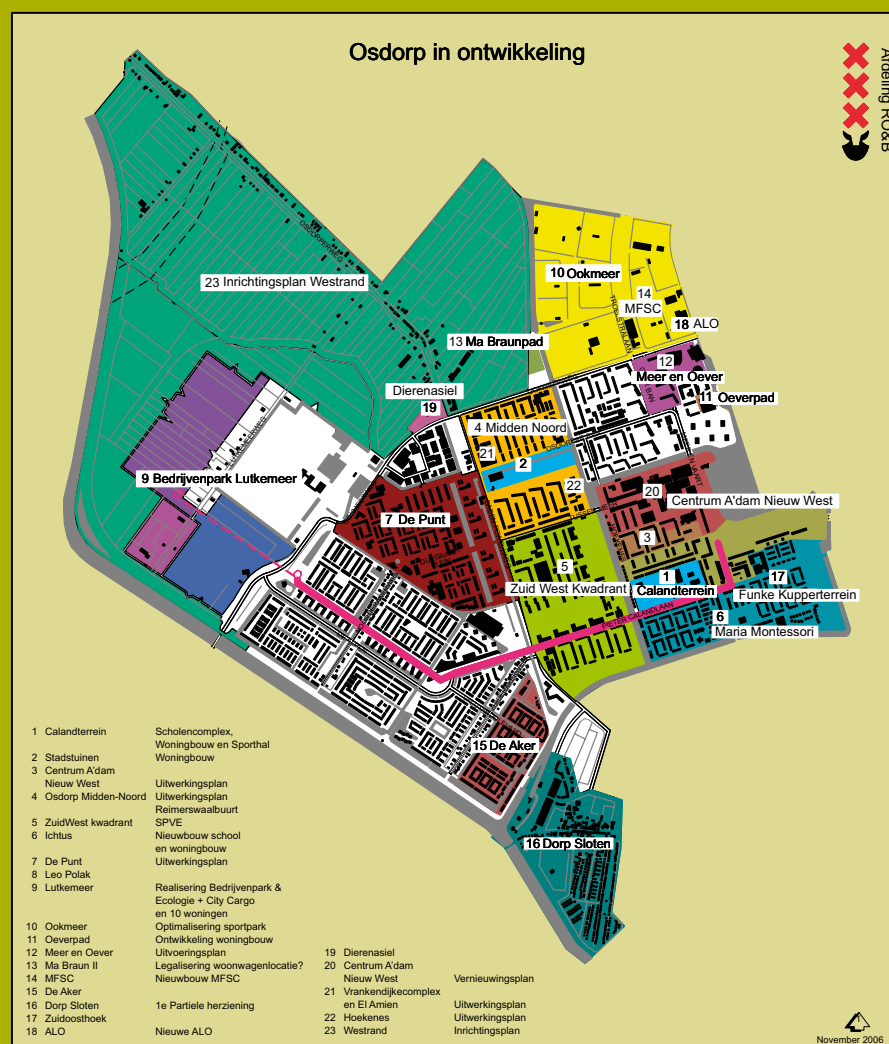 Osdorp in ontwikkeling
Afdeling RO&B
OSDORPERWEG
23 Inrichtingsplan Westrand
10 Ookmeer
14
MFSC
18 ALO
13 Ma Braunpad
12
Meer en Oever
11 Oeverpad
Dierenasiel
19
4 Midden Noord
21
2
22
20
Centrum A'dam Nieuw West
9 Bedrijvenpark Lutkemeer
7 De Punt
3
5
Zuid West Kwadrant
1
Calandterrein
17
Funke Kupperterrein
PIETER CALANDLAAN
6
Maria Montessori
15 De Aker
16 Dorp Sloten
1 Calandterrein Scholencomplex,
Woningbouw en Sporthal
2 Stadstuinen Woningbouw
3 Centrum A'dam
Nieuw West Uitwerkingsplan
4 Osdorp Midden-Noord Uitwerkingsplan
Reimerswaalbuurt
5 ZuidWest kwadrant SPVE
6 Ichtus Nieuwbouw school
en woningbouw
7 De Punt Uitwerkingsplan
8 Leo Polak
9 Lutkemeer Realisering Bedrijvenpark &
Ecologie + City Cargo
en 10 woningen
10 Ookmeer Optimalisering sportpark
11 Oeverpad Ontwikkeling woningbouw
12 Meer en Oever Uitvoeringsplan
13 Ma Braun II Legalisering woonwagenlocatie?
14 MFSC Nieuwbouw MFSC
15 De Aker
16 Dorp Sloten 1e Partiele herziening
17 Zuidoosthoek
18 ALO Nieuwe ALO
19 Dierenasiel
20 Centrum A'dam
Nieuw West Vernieuwingsplan
21 Vrankendijkecomplex
en El Amien Uitwerkingsplan
22 Hoekenes Uitwerkingsplan
23 Westrand Inrichtingsplan
November 2006